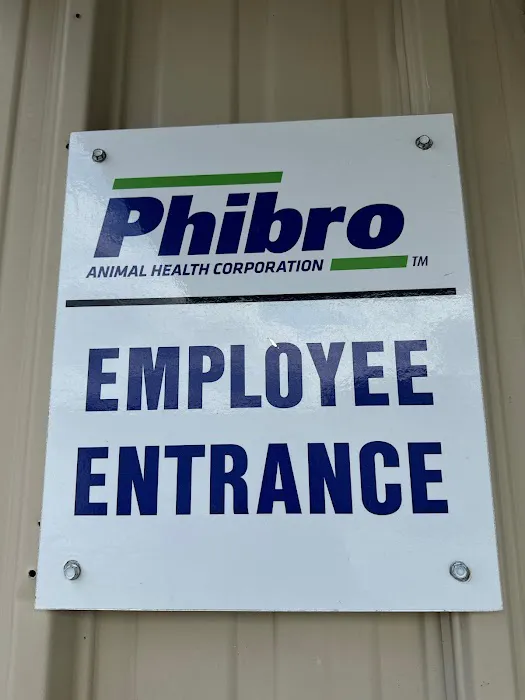 Phibro
ANIMAL HEALTH CORPORATION TM
EMPLOYEE
ENTRANCE